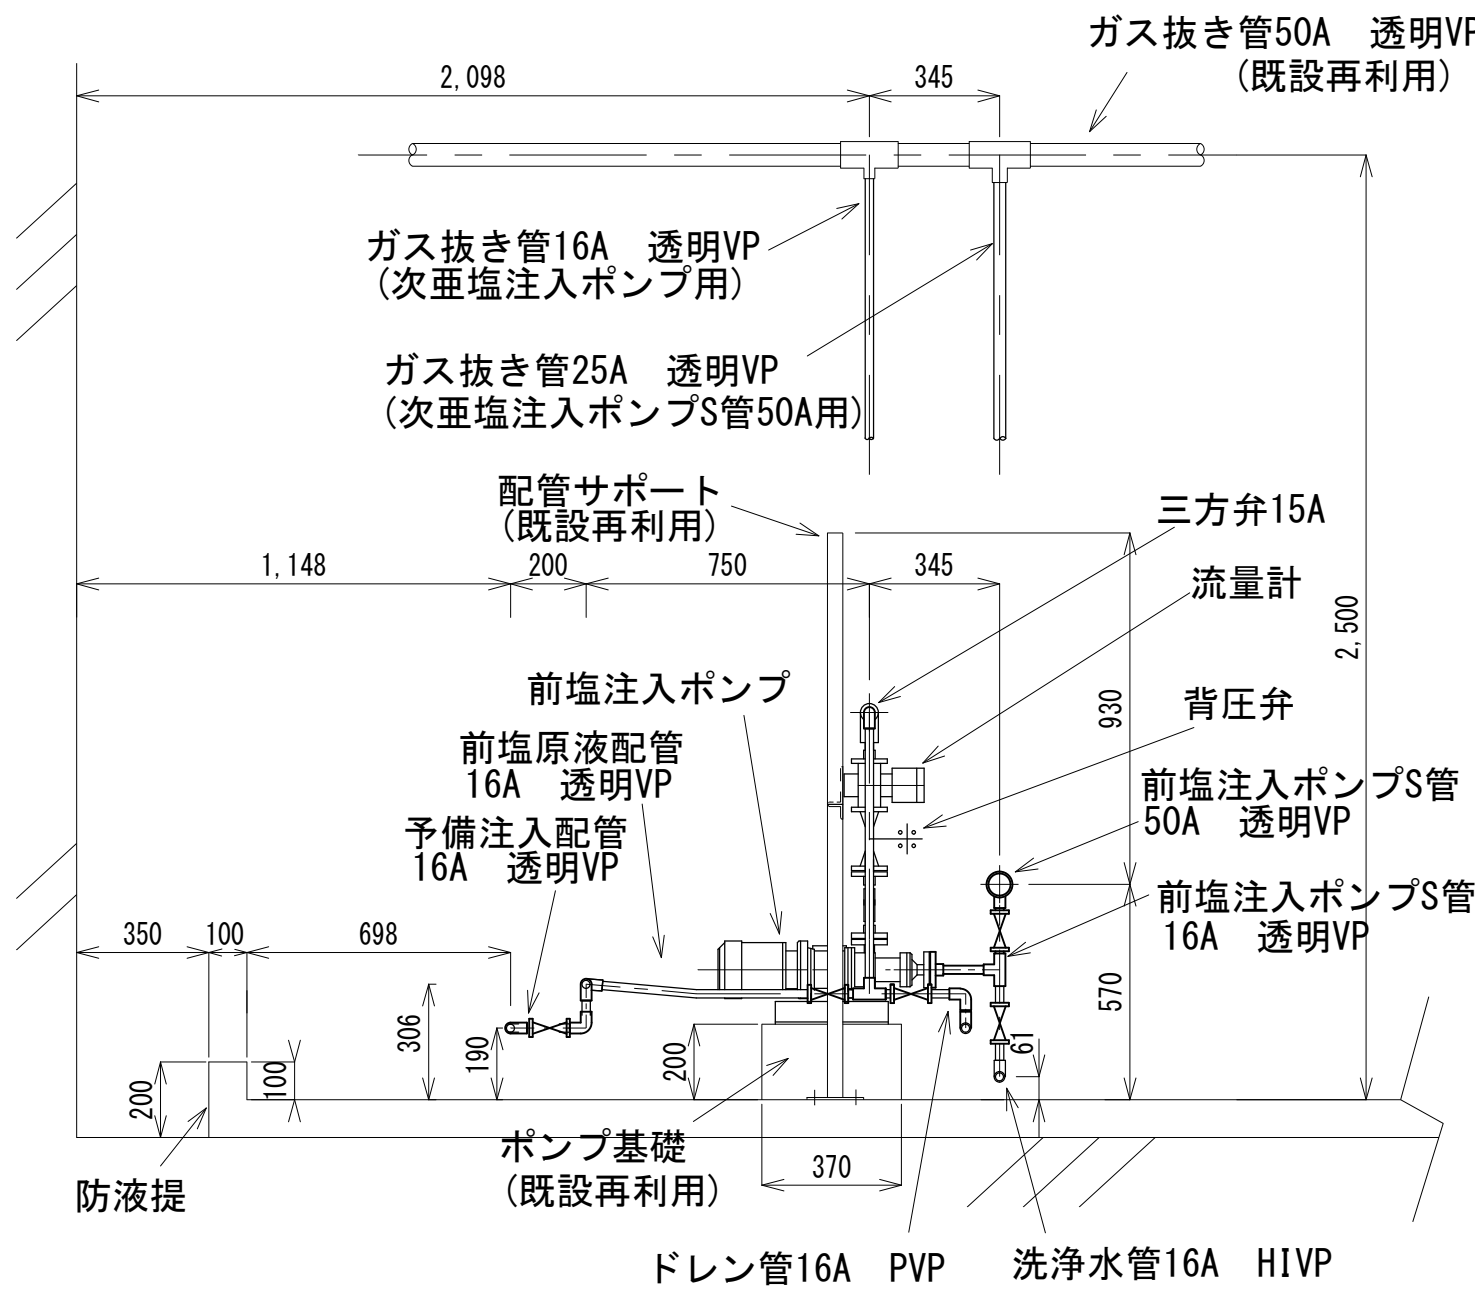 ガス抜き管50A　透明VP
(既設再利用)
2,098
345
ガス抜き管16A　透明VP
(次亜塩注入ポンプ用)
ガス抜き管25A　透明VP
(次亜塩注入ポンプS管50A用)
配管サポート
(既設再利用)
三方弁15A
1,148
200
750
345
流量計
2,500
前塩注入ポンプ
背圧弁
930
前塩原液配管
16A　透明VP
前塩注入ポンプS管
50A　透明VP
予備注入配管
16A　透明VP
前塩注入ポンプS管
16A　透明VP
350
100
698
570
306
190
200
61
200
100
ポンプ基礎
(既設再利用)
370
防液提
ドレン管16A　PVP
洗浄水管16A　HIVP